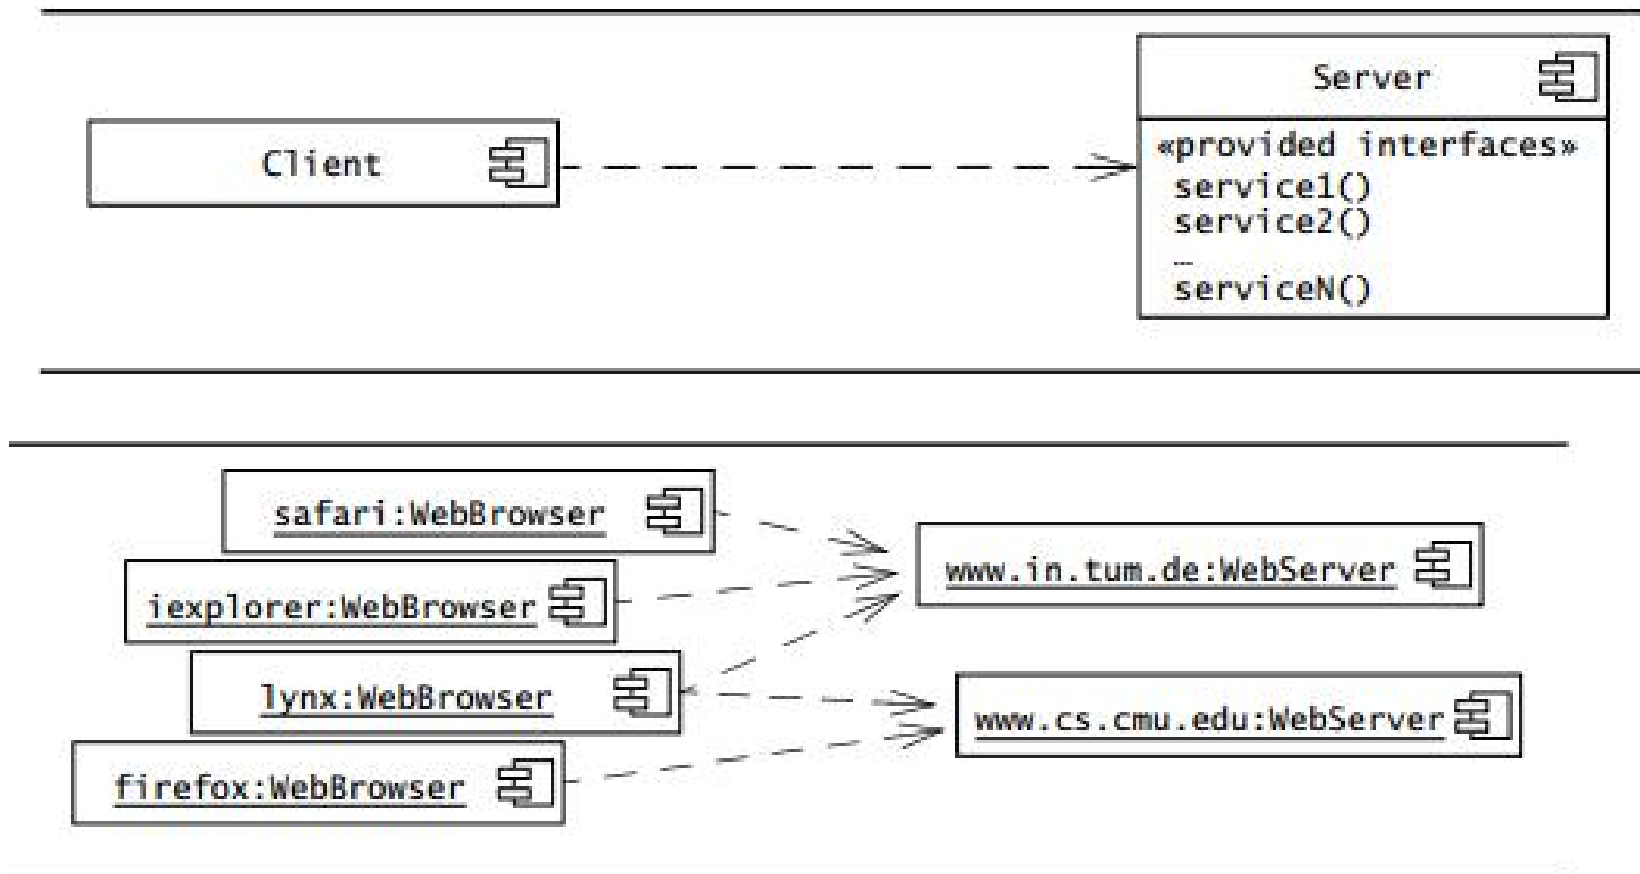 Client
Server
«provided interfaces»
service1()
service2()
…
serviceN()
safari:WebBrowser
www.in.tum.de:WebServer
iexplorer:WebBrowser
lynx:WebBrowser
www.cs.cmu.edu:WebServer
firefox:WebBrowser